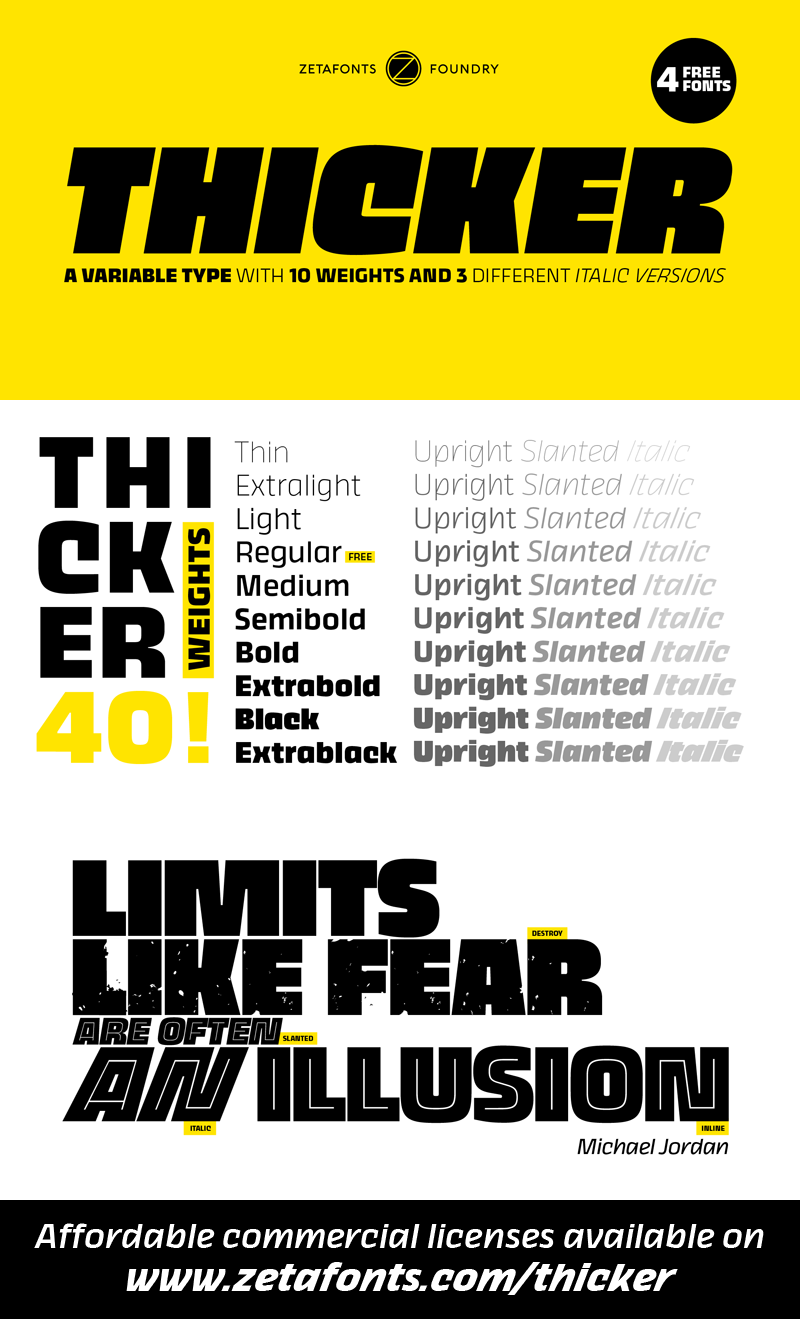 ZETAFONTS Z FOUNDRY
4 FREE
FONTS
THICKER
A VARIABLE TYPE WITH 10 WEIGHTS AND 3 DIFFERENT ITALIC VERSIONS
THI
CK
ER
40!
WEIGHTS
Thin
Extralight
Light
Regular FREE
Medium
Semibold
Bold
Extrabold
Black
Extrablack
Upright Slanted Italic
Upright Slanted Italic
Upright Slanted Italic
Upright Slanted Italic
Upright Slanted Italic
Upright Slanted Italic
Upright Slanted Italic
Upright Slanted Italic
Upright Slanted Italic
Upright Slanted Italic
LIMITS
DESTROY
LIKE FEAR
ARE OFTEN SLANTED
AN ILLUSION
ITALIC
INLINE
Michael Jordan
Affordable commercial licenses available on
www.zetafonts.com/thicker